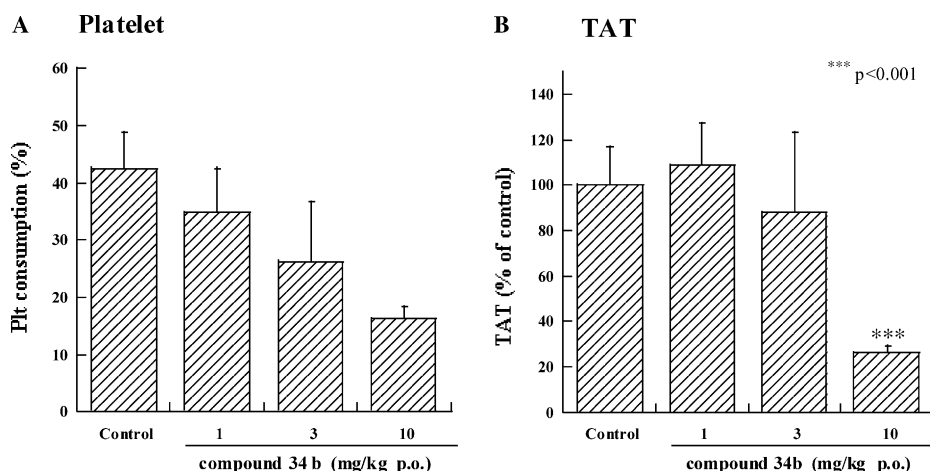 A Platelet
Plt consumption (%)
60
50
40
30
20
10
0
Control 1 3 10
compound 34b (mg/kg p.o.)
B TAT
*** p<0.001
TAT (% of control)
140
120
100
80
60
40
20
0
***
Control 1 3 10
compound 34b (mg/kg p.o.)